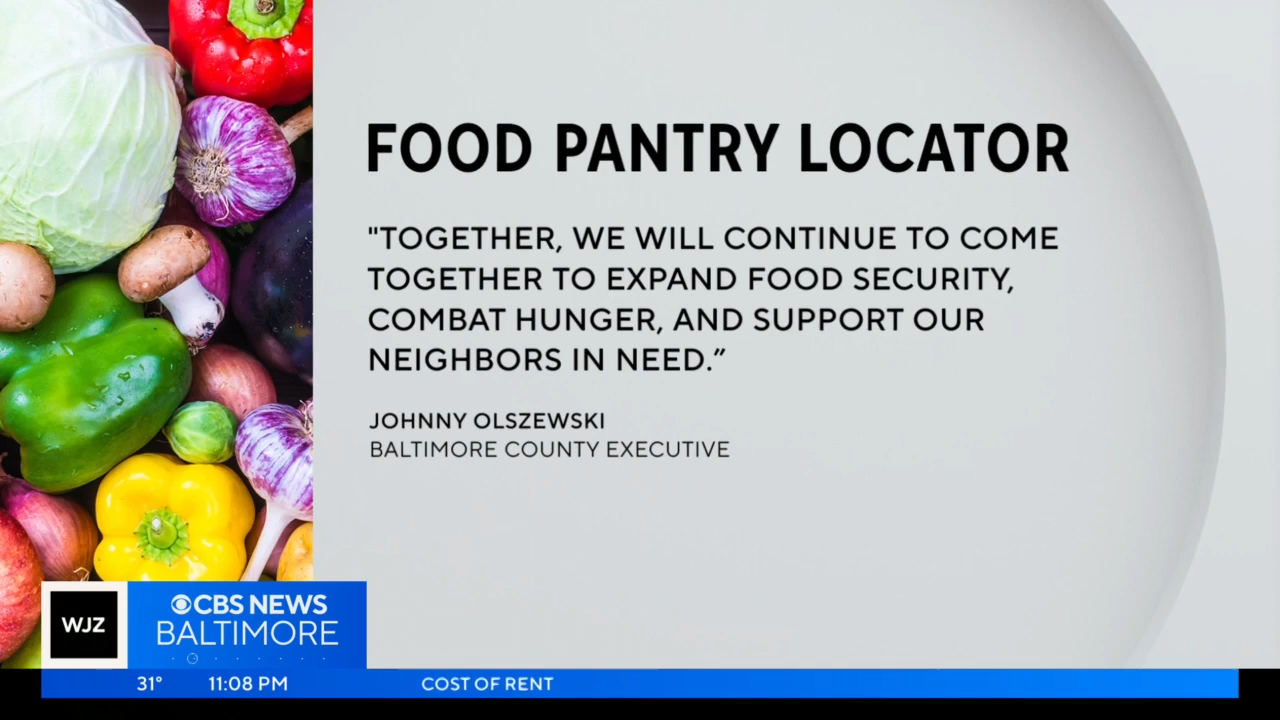 FOOD PANTRY LOCATOR
"TOGETHER, WE WILL CONTINUE TO COME
TOGETHER TO EXPAND FOOD SECURITY,
COMBAT HUNGER, AND SUPPORT OUR
NEIGHBORS IN NEED.”
JOHNNY OLSZEWSKI
BALTIMORE COUNTY EXECUTIVE
WJZ
CBS NEWS
BALTIMORE
31° 11:08 PM COST OF RENT